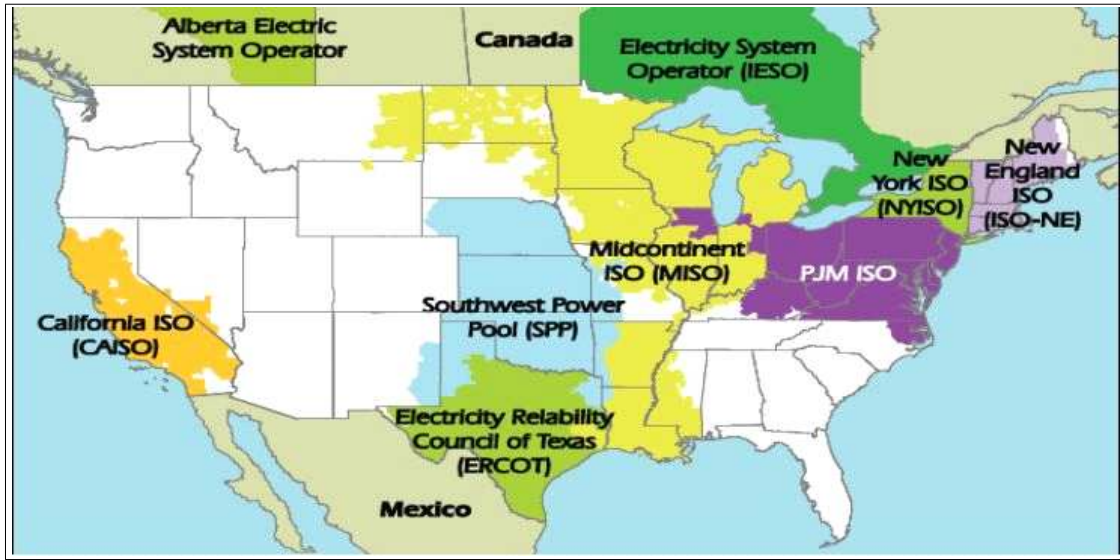 Alberta Electric
System Operator
Canada
Electricity System
Operator (IESO)
New
York ISO
(NYISO)
New
England
ISO
(ISO-NE)
Midcontinent
ISO (MISO)
PJM ISO
Southwest Power
Pool (SPP)
California ISO
(CAISO)
Electricity Relability
Council of Texas
(ERCOT)
Mexico